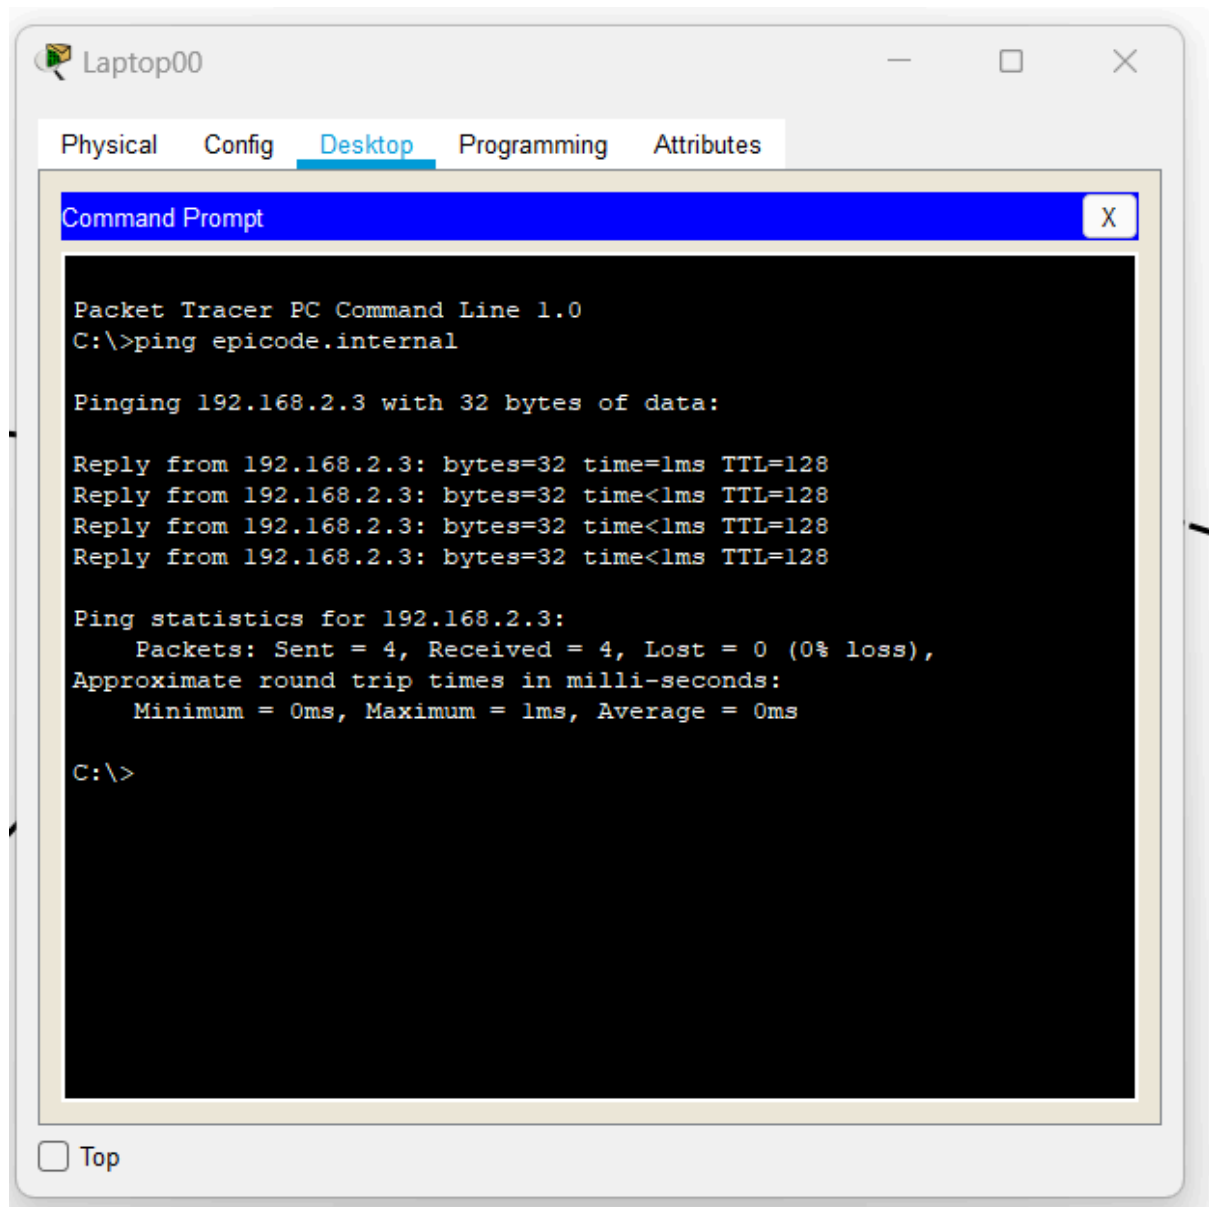 Laptop00
Physical Config Desktop Programming Attributes
Command Prompt X
Packet Tracer PC Command Line 1.0
C:\>ping epicode.internal
Pinging 192.168.2.3 with 32 bytes of data:
Reply from 192.168.2.3: bytes=32 time=1ms TTL=128
Reply from 192.168.2.3: bytes=32 time<1ms TTL=128
Reply from 192.168.2.3: bytes=32 time<1ms TTL=128
Reply from 192.168.2.3: bytes=32 time<1ms TTL=128
Ping statistics for 192.168.2.3:
Packets: Sent = 4, Received = 4, Lost = 0 (0% loss),
Approximate round trip times in milli-seconds:
Minimum = 0ms, Maximum = 1ms, Average = 0ms
C:\>
Top